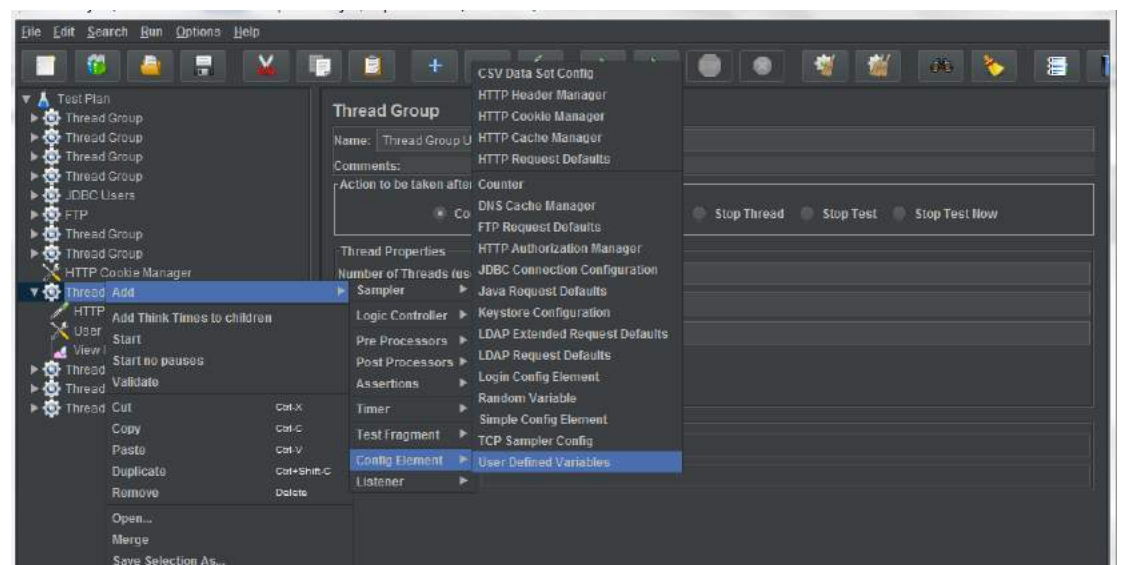 File Edit Search Run Options Help
Test Plan
Thread Group
Thread Group
Thread Group
Thread Group
JDBC Users
FTP
Thread Group
Thread Group
HTTP Cookie Manager
Thread
HTTP
User
View
Thread
Thread
Thread
Thread Group
Name: Thread Group U
Comments:
Action to be taken after
Co
Stop Thread
Stop Test
Stop Test Now
Thread Properties
Number of Threads (us
Add
Add Think Times to children
Start
Start no pauses
Validate
Cut Ctrl-X
Copy Ctrl-C
Paste Ctrl-V
Duplicate Ctrl+Shift-C
Remove Delete
Open...
Merge
Save Selection As...
Sampler
Logic Controller
Pre Processors
Post Processors
Assertions
Timer
Test Fragment
Config Element
Listener
CSV Data Set Config
HTTP Header Manager
HTTP Cookie Manager
HTTP Cache Manager
HTTP Request Defaults
Counter
DNS Cache Manager
FTP Request Defaults
HTTP Authorization Manager
JDBC Connection Configuration
Java Request Defaults
Keystore Configuration
LDAP Extended Request Defaults
LDAP Request Defaults
Login Config Element
Random Variable
Simple Config Element
TCP Sampler Config
User Defined Variables